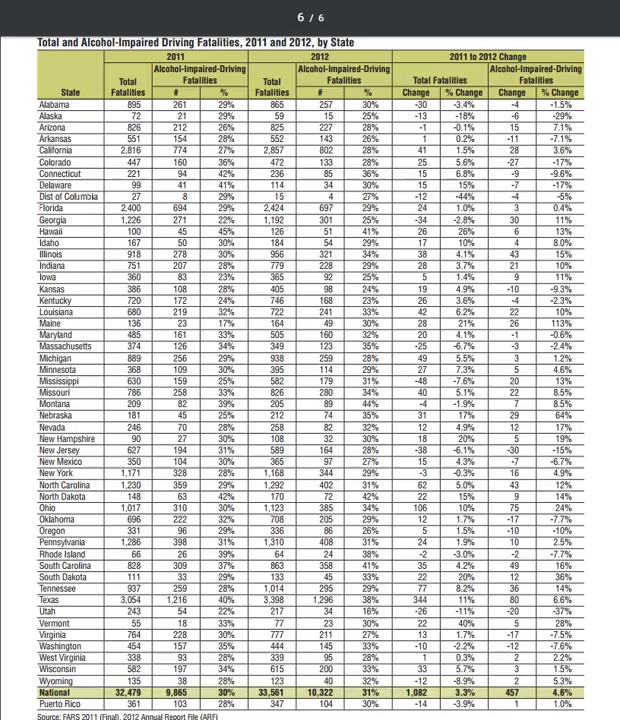 6 / 6
Total and Alcohol-Impaired Driving Fatalities, 2011 and 2012, by State
2011 2012 2011 to 2012 Change
Alcohol-Impaired-Driving Alcohol-Impaired-Driving Alcohol-Impaired-Driving
Total Fatalities Total Fatalities Total Fatalities Fatalities
State Fatalities # % Fatalities # % Change % Change Change % Change
Alabama 895 261 29% 865 257 30% -30 -3.4% -4 -1.5%
Alaska 72 21 29% 59 15 25% -13 -18% -6 -29%
Arizona 826 212 26% 825 227 28% -1 -0.1% 15 7.1%
Arkansas 551 154 28% 552 143 26% 1 0.2% -11 -7.1%
California 2,816 774 27% 2,857 802 28% 41 1.5% 28 3.6%
Colorado 447 160 36% 472 133 28% 25 5.6% -27 -17%
Connecticut 221 94 42% 236 85 36% 15 6.8% -9 -9.6%
Delaware 99 41 41% 114 34 30% 15 15% -7 -17%
Dist of Columbia 27 8 29% 15 4 27% -12 -44% -4 -5%
Florida 2,400 694 29% 2,424 697 29% 24 1.0% 3 0.4%
Georgia 1,226 271 22% 1,192 301 25% -34 -2.8% 30 11%
Hawaii 100 45 45% 126 51 41% 26 26% 6 13%
Idaho 167 50 30% 184 54 29% 17 10% 4 8.0%
Illinois 918 278 30% 956 321 34% 38 4.1% 43 15%
Indiana 751 207 28% 779 228 29% 28 3.7% 21 10%
Iowa 360 83 23% 365 92 25% 5 1.4% 9 11%
Kansas 386 108 28% 405 98 24% 19 4.9% -10 -9.3%
Kentucky 720 172 24% 746 168 23% 26 3.6% -4 -2.3%
Louisiana 680 219 32% 722 241 33% 42 6.2% 22 10%
Maine 136 23 17% 164 49 30% 28 21% 26 113%
Maryland 485 161 33% 505 160 32% 20 4.1% -1 -0.6%
Massachusetts 374 126 34% 349 123 35% -25 -6.7% -3 -2.4%
Michigan 889 256 29% 938 259 28% 49 5.5% 3 1.2%
Minnesota 368 109 30% 395 114 29% 27 7.3% 5 4.6%
Mississippi 630 159 25% 582 179 31% -48 -7.6% 20 13%
Missouri 786 258 33% 826 280 34% 40 5.1% 22 8.5%
Montana 209 82 39% 205 89 44% -4 -1.9% 7 8.5%
Nebraska 181 45 25% 212 74 35% 31 17% 29 64%
Nevada 246 70 28% 258 82 32% 12 4.9% 12 17%
New Hampshire 90 27 30% 108 32 30% 18 20% 5 19%
New Jersey 627 194 31% 589 164 28% -38 -6.1% -30 -15%
New Mexico 350 104 30% 365 97 27% 15 4.3% -7 -6.7%
New York 1,171 328 28% 1,168 344 29% -3 -0.3% 16 4.9%
North Carolina 1,230 359 29% 1,292 402 31% 62 5.0% 43 12%
North Dakota 148 63 42% 170 72 42% 22 15% 9 14%
Ohio 1,017 310 30% 1,123 385 34% 106 10% 75 24%
Oklahoma 696 222 32% 708 205 29% 12 1.7% -17 -7.7%
Oregon 331 96 29% 336 86 26% 5 1.5% -10 -10%
Pennsylvania 1,286 398 31% 1,310 408 31% 24 1.9% 10 2.5%
Rhode Island 66 26 39% 64 24 38% -2 -3.0% -2 -7.7%
South Carolina 828 309 37% 863 358 41% 35 4.2% 49 16%
South Dakota 111 33 29% 133 45 33% 22 20% 12 36%
Tennessee 937 259 28% 1,014 295 29% 77 8.2% 36 14%
Texas 3,054 1,216 40% 3,398 1,296 38% 344 11% 80 6.6%
Utah 243 54 22% 217 34 16% -26 -11% -20 -37%
Vermont 55 18 33% 77 23 30% 22 40% 5 28%
Virginia 764 228 30% 777 211 27% 13 1.7% -17 -7.5%
Washington 454 157 35% 444 145 33% -10 -2.2% -12 -7.6%
West Virginia 338 93 28% 339 95 28% 1 0.3% 2 2.2%
Wisconsin 582 197 34% 615 200 33% 33 5.7% 3 1.5%
Wyoming 135 38 28% 123 40 32% -12 -8.9% 2 5.3%
National 32,479 9,865 30% 33,561 10,322 31% 1,082 3.3% 457 4.6%
Puerto Rico 361 103 28% 347 104 30% -14 -3.9% 1 1.0%
Source: FARS 2011 (Final), 2012 Annual Report File (ARF)